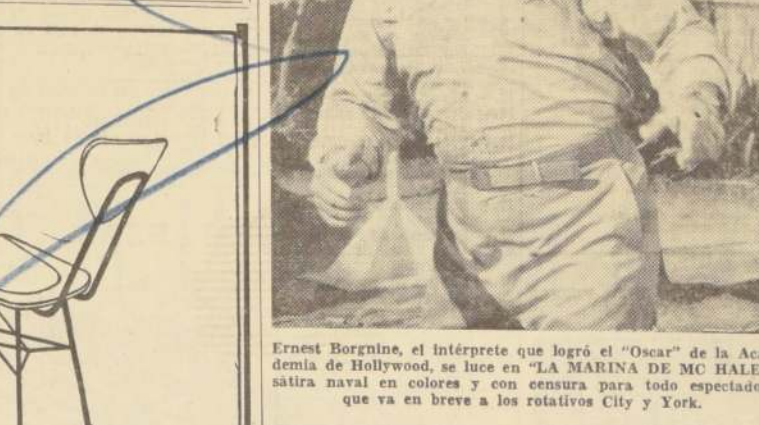 Ernest Borgnine, el intérprete que logró el "Oscar" de la Aca
demia de Hollywood, se luce en "LA MARINA DE MC HALE
sátira naval en colores y con censura para todo espectado
que va en breve a los rotativos City y York.